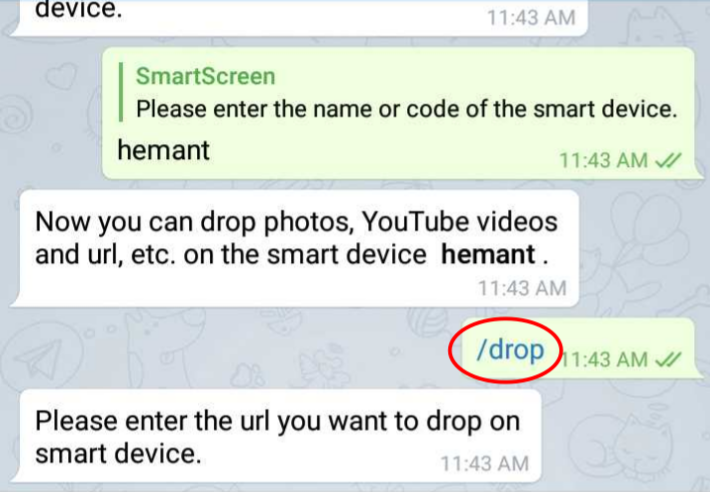 device.
11:43 AM
SmartScreen
Please enter the name or code of the smart device.
hemant
11:43 AM
Now you can drop photos, YouTube videos
and url, etc. on the smart device hemant .
11:43 AM
/drop 11:43 AM
Please enter the url you want to drop on
smart device.
11:43 AM